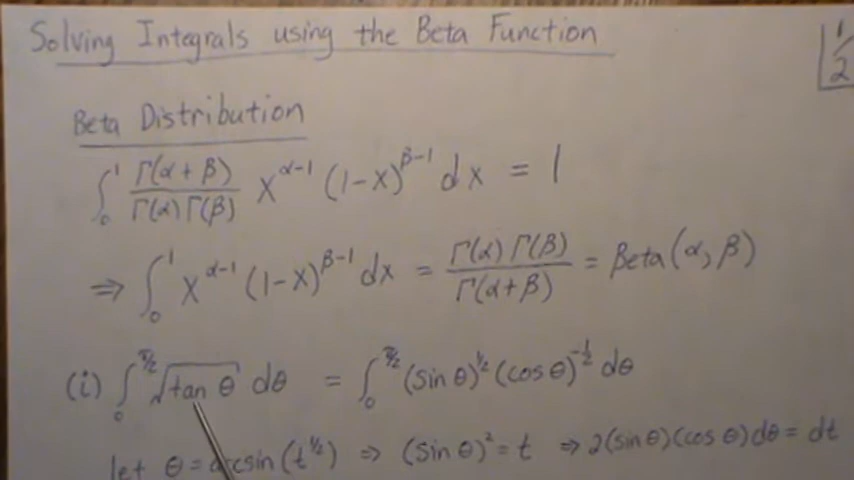 Solving Integrals using the Beta Function
1/2
Beta Distribution
∫₀¹ Γ(α+β)/Γ(α)Γ(β) x^(α-1) (1-x)^(β-1) dx = 1
⇒ ∫₀¹ x^(α-1) (1-x)^(β-1) dx = Γ(α)Γ(β)/Γ(α+β) = Beta(α, β)
(i) ∫₀^(π/2) √(tan θ) dθ = ∫₀^(π/2) (sin θ)^(1/2) (cos θ)^(-1/2) dθ
let θ = arcsin(t^(1/2)) ⇒ (sin θ)² = t ⇒ 2(sin θ)(cos θ)dθ = dt